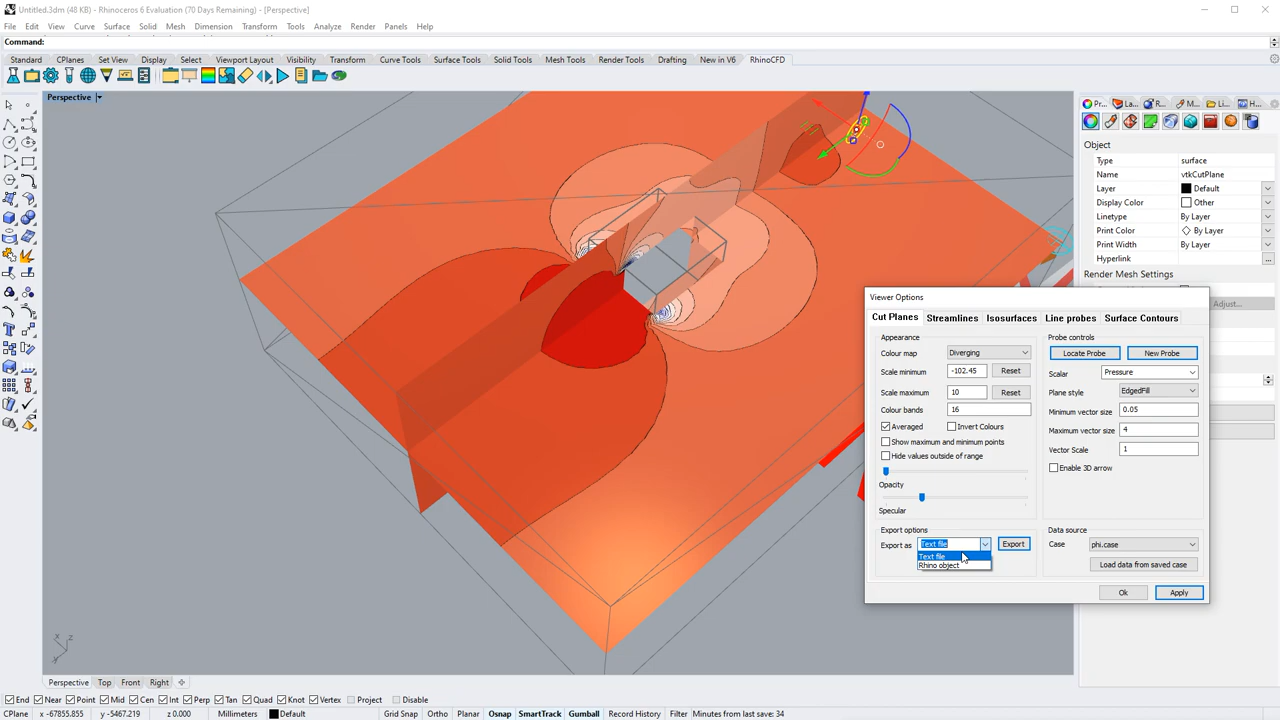 Untitled.3dm (48 KB) - Rhinoceros 6 Evaluation (70 Days Remaining) - [Perspective]
File Edit View Curve Surface Solid Mesh Dimension Transform Tools Analyze Render Panels Help
Command:
Standard CPlanes Set View Display Select Viewport Layout Visibility Transform Curve Tools Surface Tools Solid Tools Mesh Tools Render Tools Drafting New in V6 RhinoCFD
Perspective
Pr... La... R... M... Li... H...
Object
Type surface
Name vtkCutPlane
Layer Default
Display Color Other
Linetype By Layer
Print Color By Layer
Print Width By Layer
Hyperlink ...
Render Mesh Settings
Adjust...
Viewer Options
Cut Planes Streamlines Isosurfaces Line probes Surface Contours
Appearance
Colour map Diverging
Scale minimum -102.45 Reset
Scale maximum 10 Reset
Colour bands 16
Averaged Invert Colours
Show maximum and minimum points
Hide values outside of range
Opacity
Specular
Export options
Export as Text file Export
Text file
Rhino object
Probe controls
Locate Probe New Probe
Scalar Pressure
Plane style EdgedFill
Minimum vector size 0.05
Maximum vector size 4
Vector Scale 1
Enable 3D arrow
Data source
Case phi.case
Load data from saved case
Ok Apply
x z
y
Perspective Top Front Right
End Near Point Mid Cen Int Perp Tan Quad Knot Vertex Project Disable
CPlane x -67855.855 y -5467.219 z 0.000 Millimeters Default Grid Snap Ortho Planar Osnap SmartTrack Gumball Record History Filter Minutes from last save: 34